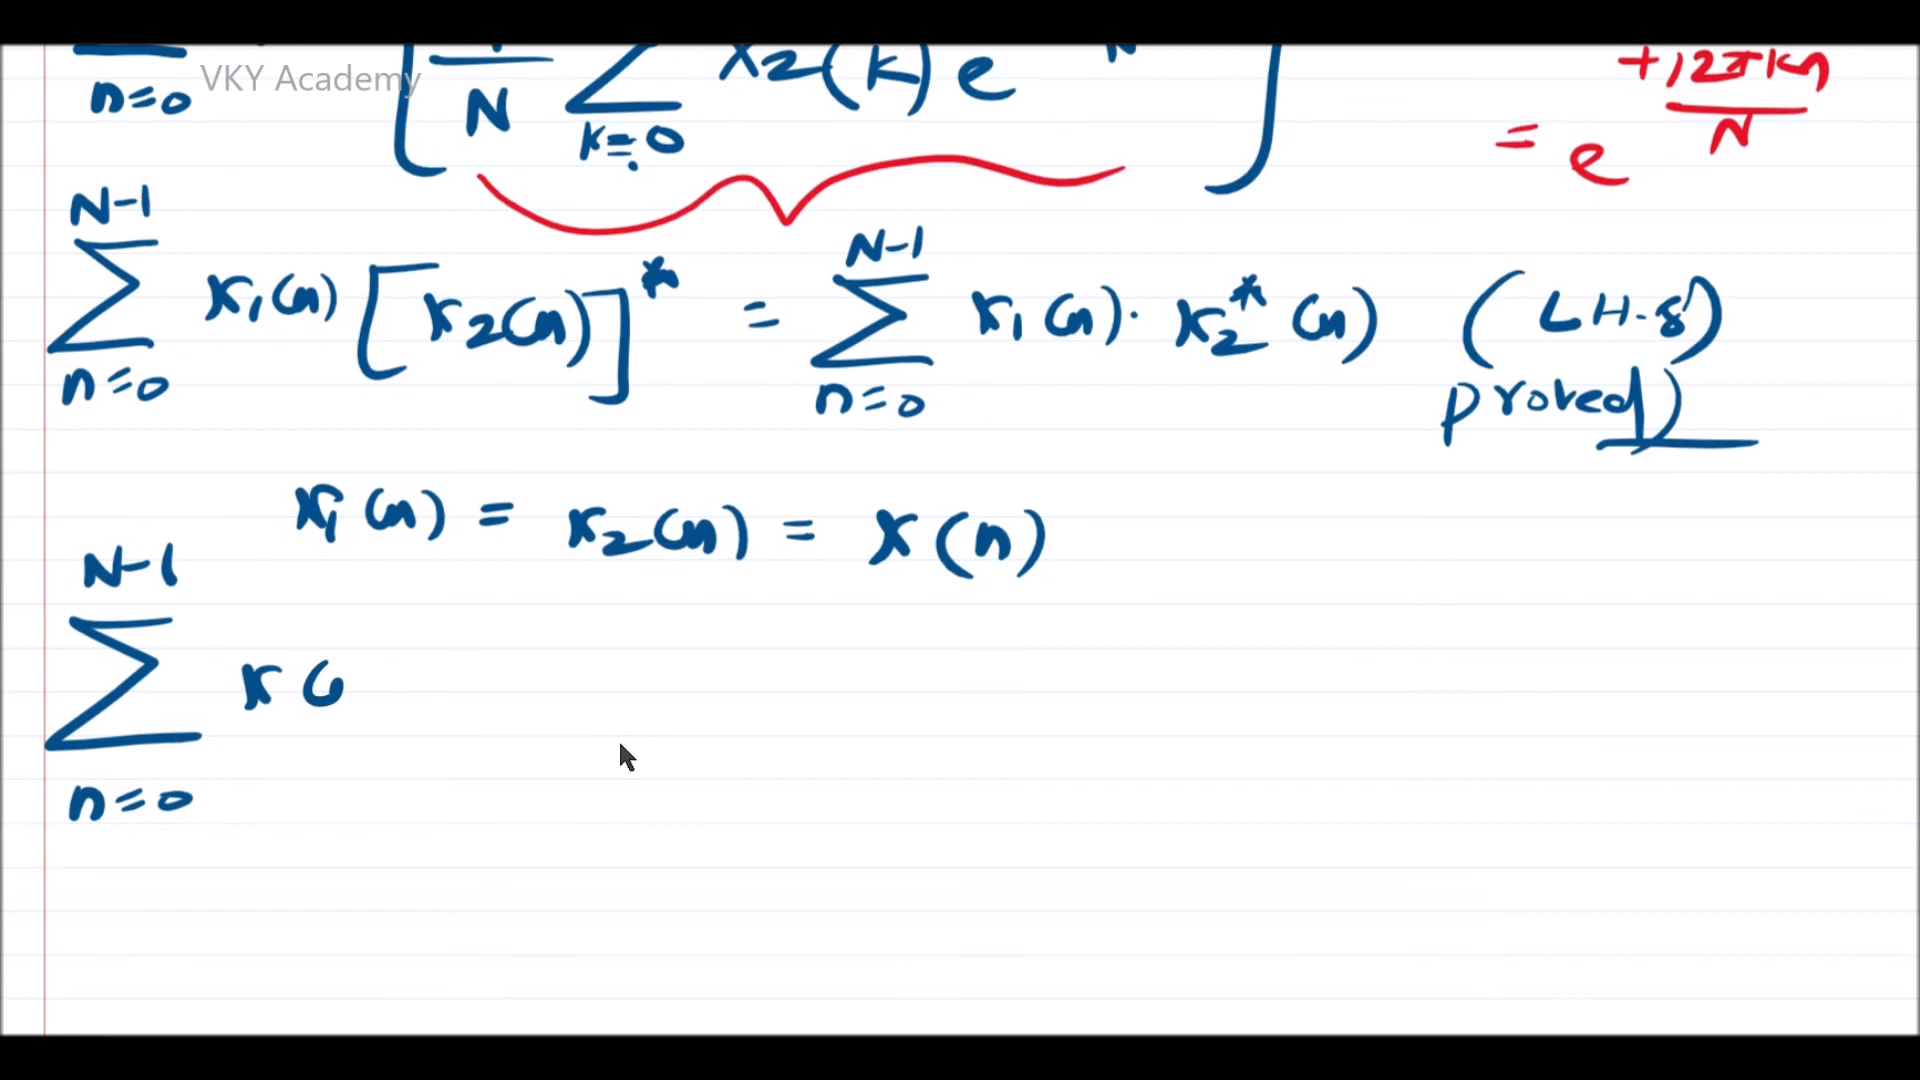 n=0 [ 1/N ∑ k=0 X2(k) e N ] = e^(+j2πkn/N)
VKY Academy
N-1 ∑ n=0 x1(n) [x2(n)]* = N-1 ∑ n=0 x1(n)· x2*(n) (LH.S)
proved)
x1(n) = x2(n) = x(n)
N-1 ∑ n=0 x(